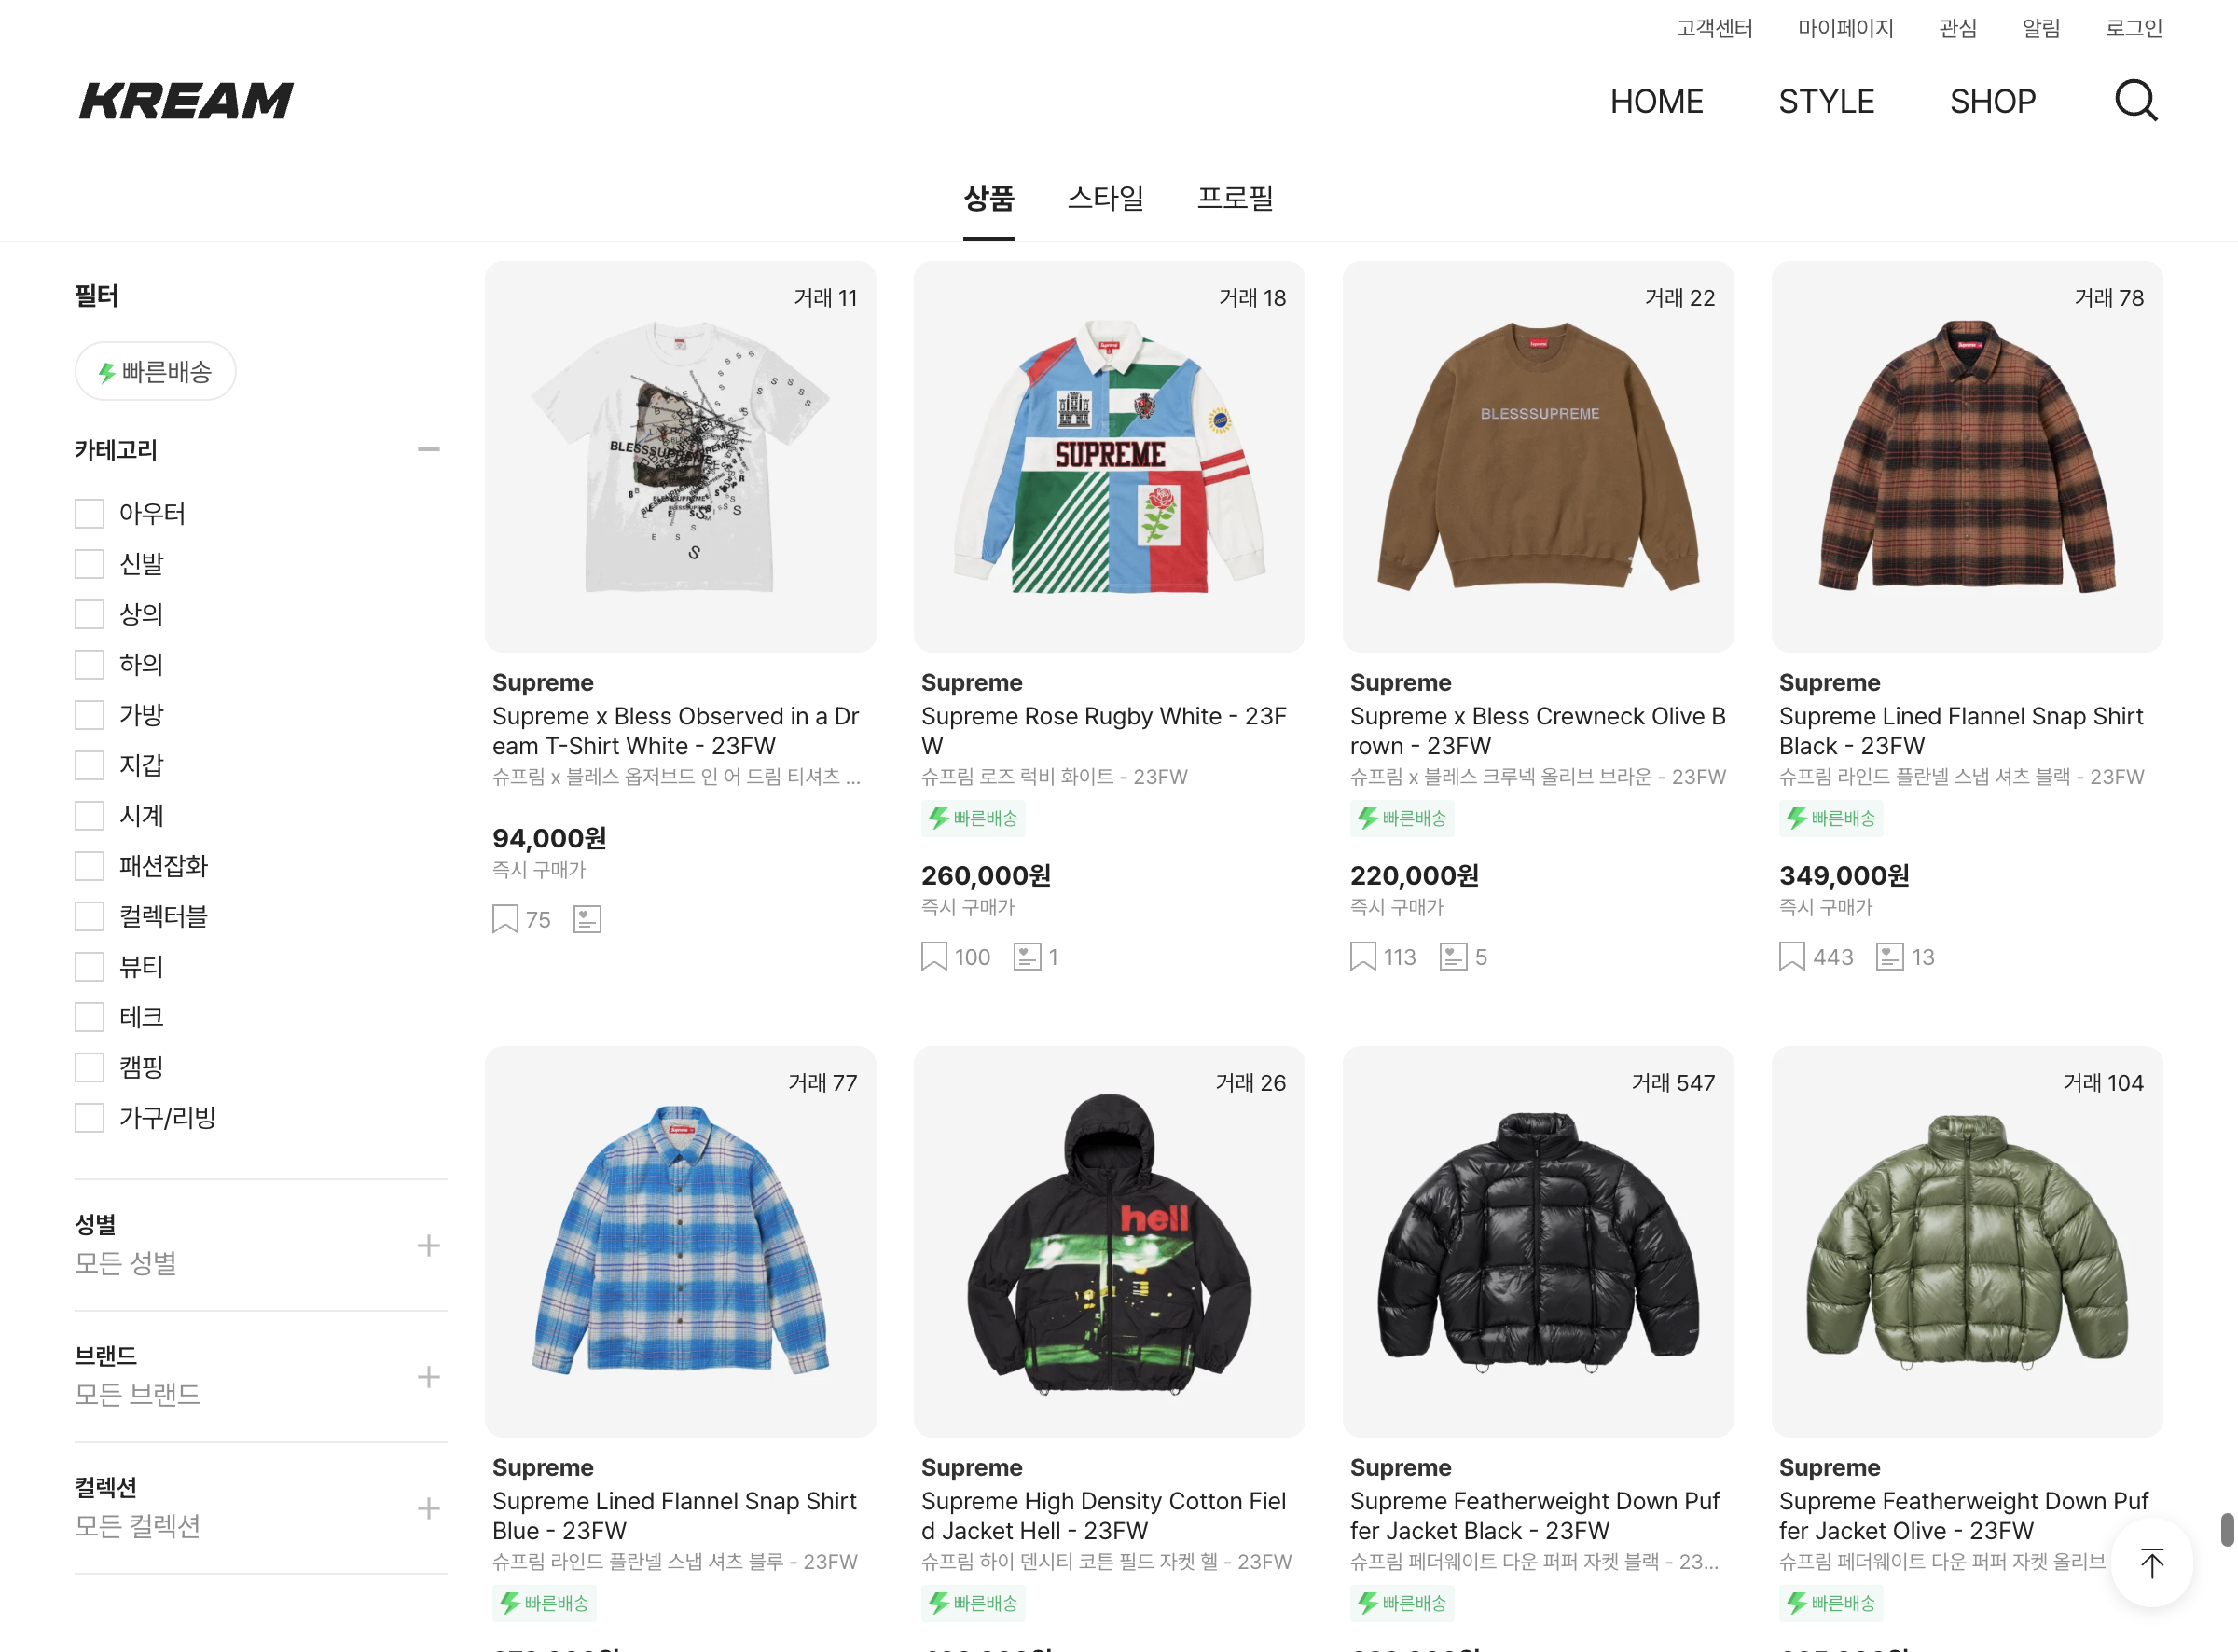 고객센터 마이페이지 관심 알림 로그인
KREAM HOME STYLE SHOP
상품 스타일 프로필
필터
빠른배송
카테고리
아우터
신발
상의
하의
가방
지갑
시계
패션잡화
컬렉터블
뷰티
테크
캠핑
가구/리빙
성별
모든 성별
브랜드
모든 브랜드
컬렉션
모든 컬렉션
거래 11
BLESSSUPREME
Supreme
Supreme x Bless Observed in a Dr
eam T-Shirt White - 23FW
슈프림 x 블레스 옵저브드 인 어 드림 티셔츠 ...
94,000원
즉시 구매가
75
거래 18
SUPREME
Supreme
Supreme Rose Rugby White - 23F
W
슈프림 로즈 럭비 화이트 - 23FW
빠른배송
260,000원
즉시 구매가
100 1
거래 22
Supreme
BLESSSUPREME
Supreme
Supreme x Bless Crewneck Olive B
rown - 23FW
슈프림 x 블레스 크루넥 올리브 브라운 - 23FW
빠른배송
220,000원
즉시 구매가
113 5
거래 78
Supreme
Supreme
Supreme Lined Flannel Snap Shirt
Black - 23FW
슈프림 라인드 플란넬 스냅 셔츠 블랙 - 23FW
빠른배송
349,000원
즉시 구매가
443 13
거래 77
Supreme
Supreme
Supreme Lined Flannel Snap Shirt
Blue - 23FW
슈프림 라인드 플란넬 스냅 셔츠 블루 - 23FW
빠른배송
거래 26
hell
Supreme
Supreme High Density Cotton Fiel
d Jacket Hell - 23FW
슈프림 하이 덴시티 코튼 필드 자켓 헬 - 23FW
빠른배송
거래 547
Supreme
Supreme Featherweight Down Puf
fer Jacket Black - 23FW
슈프림 페더웨이트 다운 퍼퍼 자켓 블랙 - 23...
빠른배송
거래 104
Supreme
Supreme Featherweight Down Puf
fer Jacket Olive - 23FW
슈프림 페더웨이트 다운 퍼퍼 자켓 올리브
빠른배송